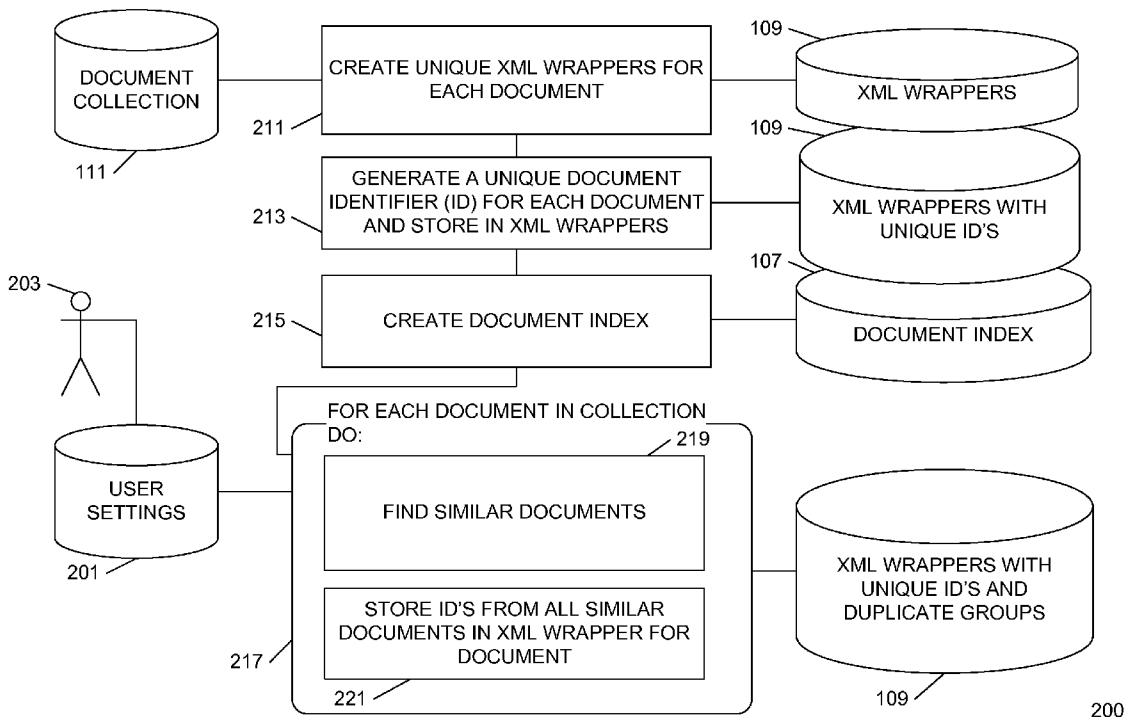 109
DOCUMENT
COLLECTION
CREATE UNIQUE XML WRAPPERS FOR
EACH DOCUMENT
XML WRAPPERS
211
109
111
GENERATE A UNIQUE DOCUMENT
IDENTIFIER (ID) FOR EACH DOCUMENT
AND STORE IN XML WRAPPERS
213
XML WRAPPERS WITH
UNIQUE ID'S
107
203
215
CREATE DOCUMENT INDEX
DOCUMENT INDEX
FOR EACH DOCUMENT IN COLLECTION
DO:
219
USER
SETTINGS
FIND SIMILAR DOCUMENTS
201
XML WRAPPERS WITH
UNIQUE ID'S AND
DUPLICATE GROUPS
STORE ID'S FROM ALL SIMILAR
DOCUMENTS IN XML WRAPPER FOR
DOCUMENT
217
221
109
200